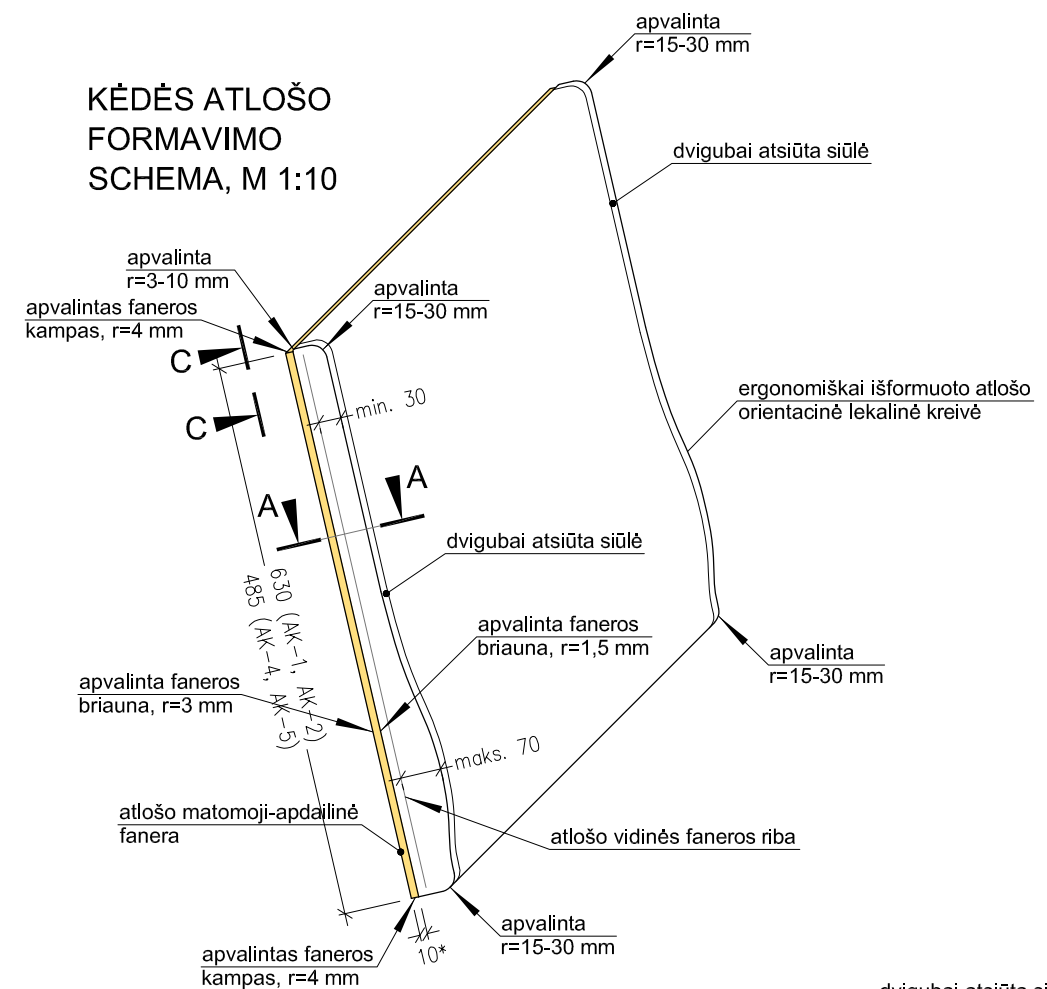 apvalinta
r=15-30 mm
KĖDĖS ATLOŠO
FORMAVIMO
SCHEMA, M 1:10
dvigubai atsiūta siūlė
apvalinta
r=3-10 mm
apvalinta
r=15-30 mm
apvalintas faneros
kampas, r=4 mm
C
C
min. 30
ergonomiškai išformuoto atlošo
orientacinė lekalinė kreivė
A
A
dvigubai atsiūta siūlė
630 (AK-1, AK-2)
485 (AK-4, AK-5)
apvalinta faneros
briauna, r=1,5 mm
apvalinta
r=15-30 mm
apvalinta faneros
briauna, r=3 mm
maks. 70
atlošo matomoji-apdailinė
fanera
atlošo vidinės faneros riba
apvalinta
r=15-30 mm
10*
apvalintas faneros
kampas, r=4 mm